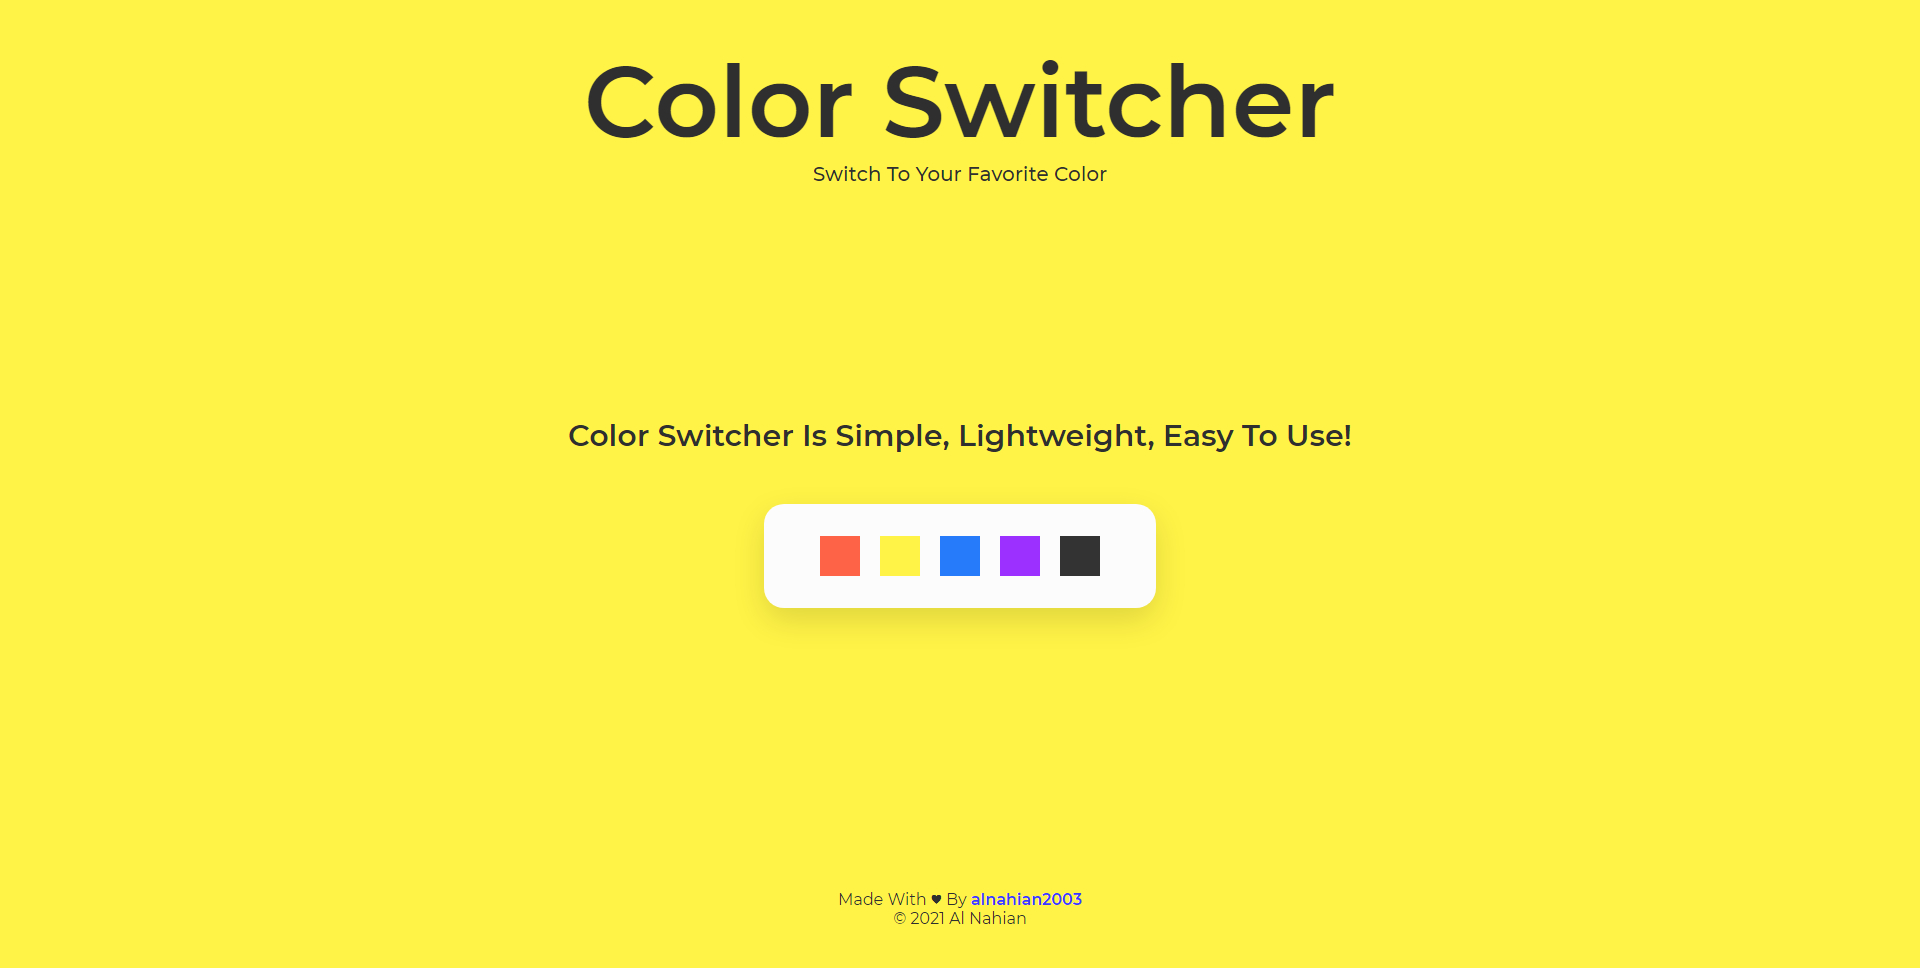 Color Switcher
Switch To Your Favorite Color
Color Switcher Is Simple, Lightweight, Easy To Use!
Made With ♥ By alnahian2003
© 2021 Al Nahian